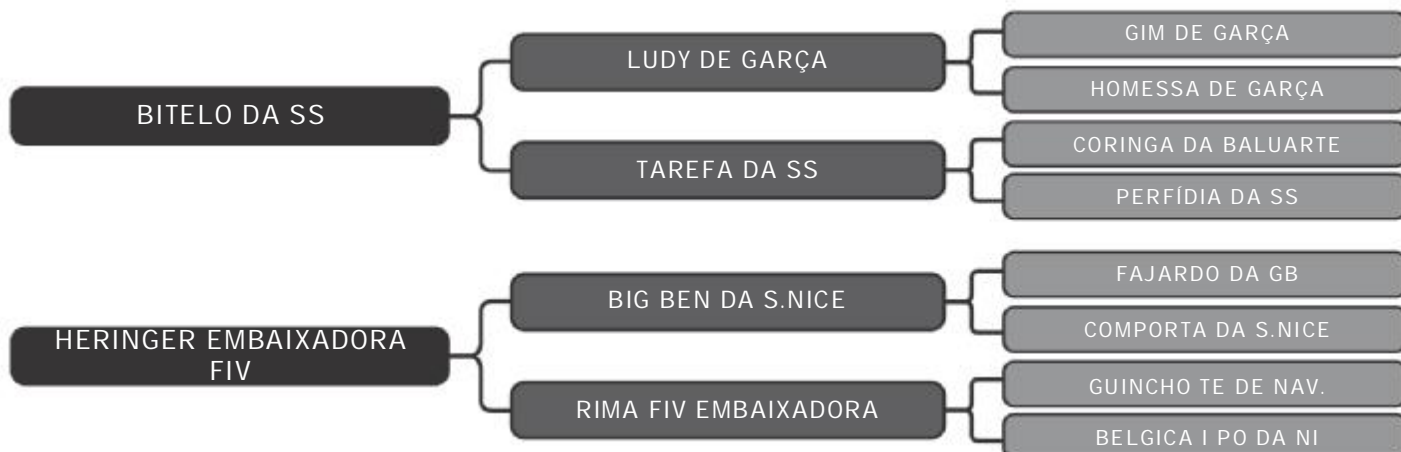 BITELO DA SS
LUDY DE GARÇA
GIM DE GARÇA
HOMESSA DE GARÇA
TAREFA DA SS
CORINGA DA BALUARTE
PERFÍDIA DA SS
HERINGER EMBAIXADORA
FIV
BIG BEN DA S.NICE
FAJARDO DA GB
COMPORTA DA S.NICE
RIMA FIV EMBAIXADORA
GUINCHO TE DE NAV.
BELGICA I PO DA NI